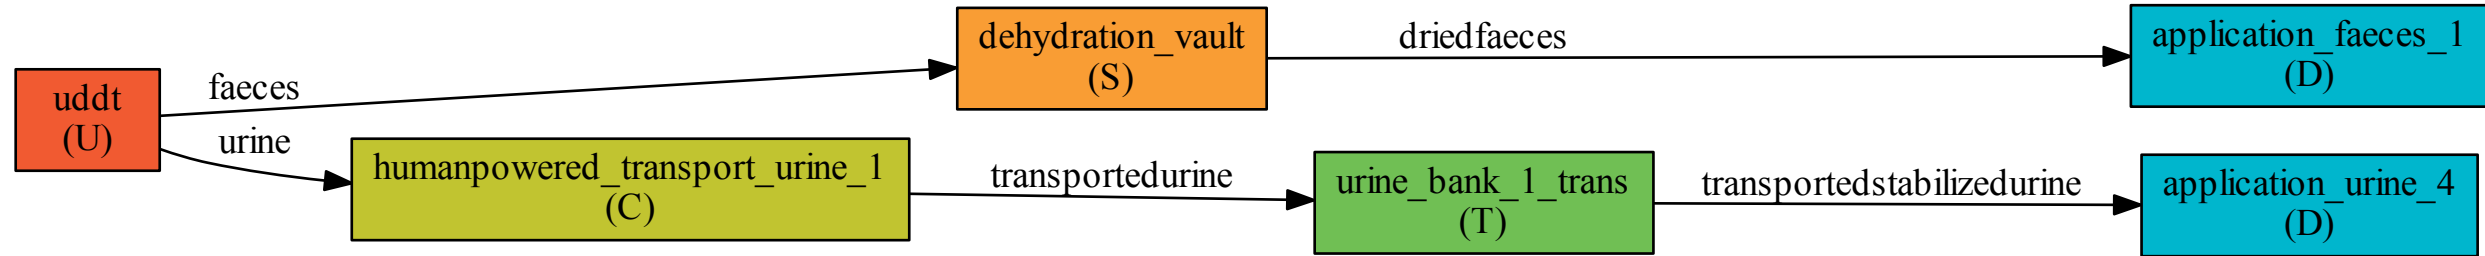 uddt
(U)
faeces
urine
dehydration_vault
(S)
driedfaeces
application_faeces_1
(D)
humanpowered_transport_urine_1
(C)
transportedurine
urine_bank_1_trans
(T)
transportedstabilizedurine
application_urine_4
(D)